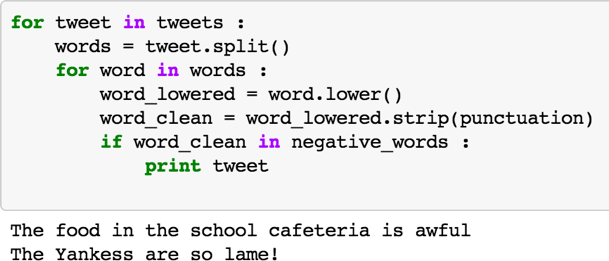 for tweet in tweets :
    words = tweet.split()
    for word in words :
        word_lowered = word.lower()
        word_clean = word_lowered.strip(punctuation)
        if word_clean in negative_words :
            print tweet
The food in the school cafeteria is awful
The Yankess are so lame!